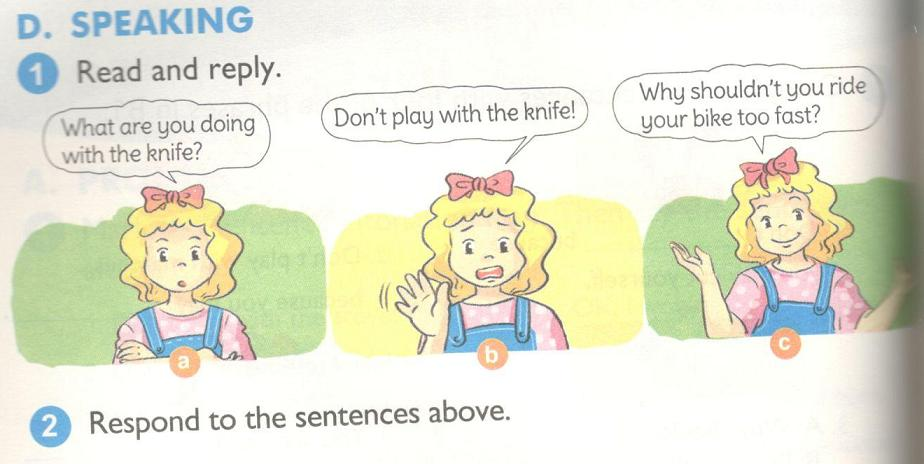 D. SPEAKING
1 Read and reply.
What are you doing
with the knife?
Don't play with the knife!
Why shouldn't you ride
your bike too fast?
a
b
c
2 Respond to the sentences above.